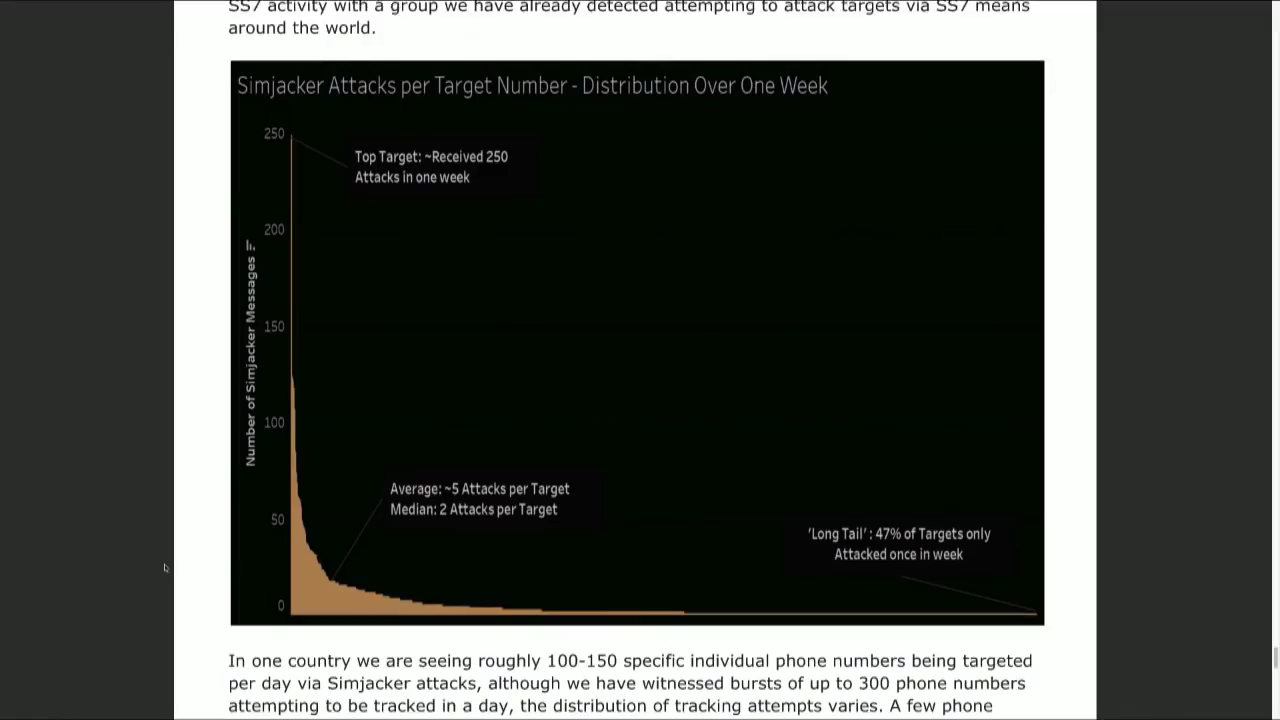 SS7 activity with a group we have already detected attempting to attack targets via SS7 means
around the world.
Simjacker Attacks per Target Number - Distribution Over One Week
250
Top Target: ~Received 250
Attacks in one week
200
Number of Simjacker Messages
150
100
Average: ~5 Attacks per Target
Median: 2 Attacks per Target
50
'Long Tail' : 47% of Targets only
Attacked once in week
0
In one country we are seeing roughly 100-150 specific individual phone numbers being targeted
per day via Simjacker attacks, although we have witnessed bursts of up to 300 phone numbers
attempting to be tracked in a day, the distribution of tracking attempts varies. A few phone